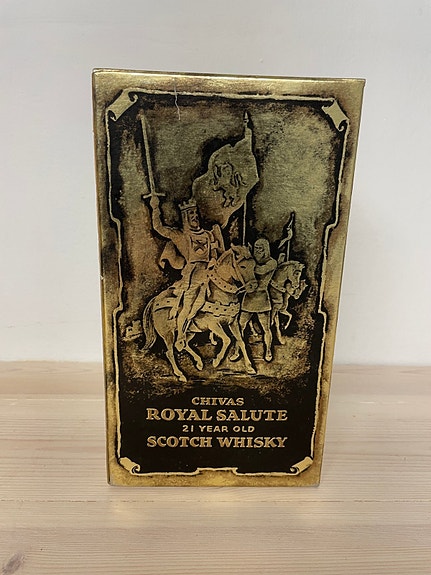 CHIVAS
ROYAL SALUTE
21 YEAR OLD
SCOTCH WHISKY